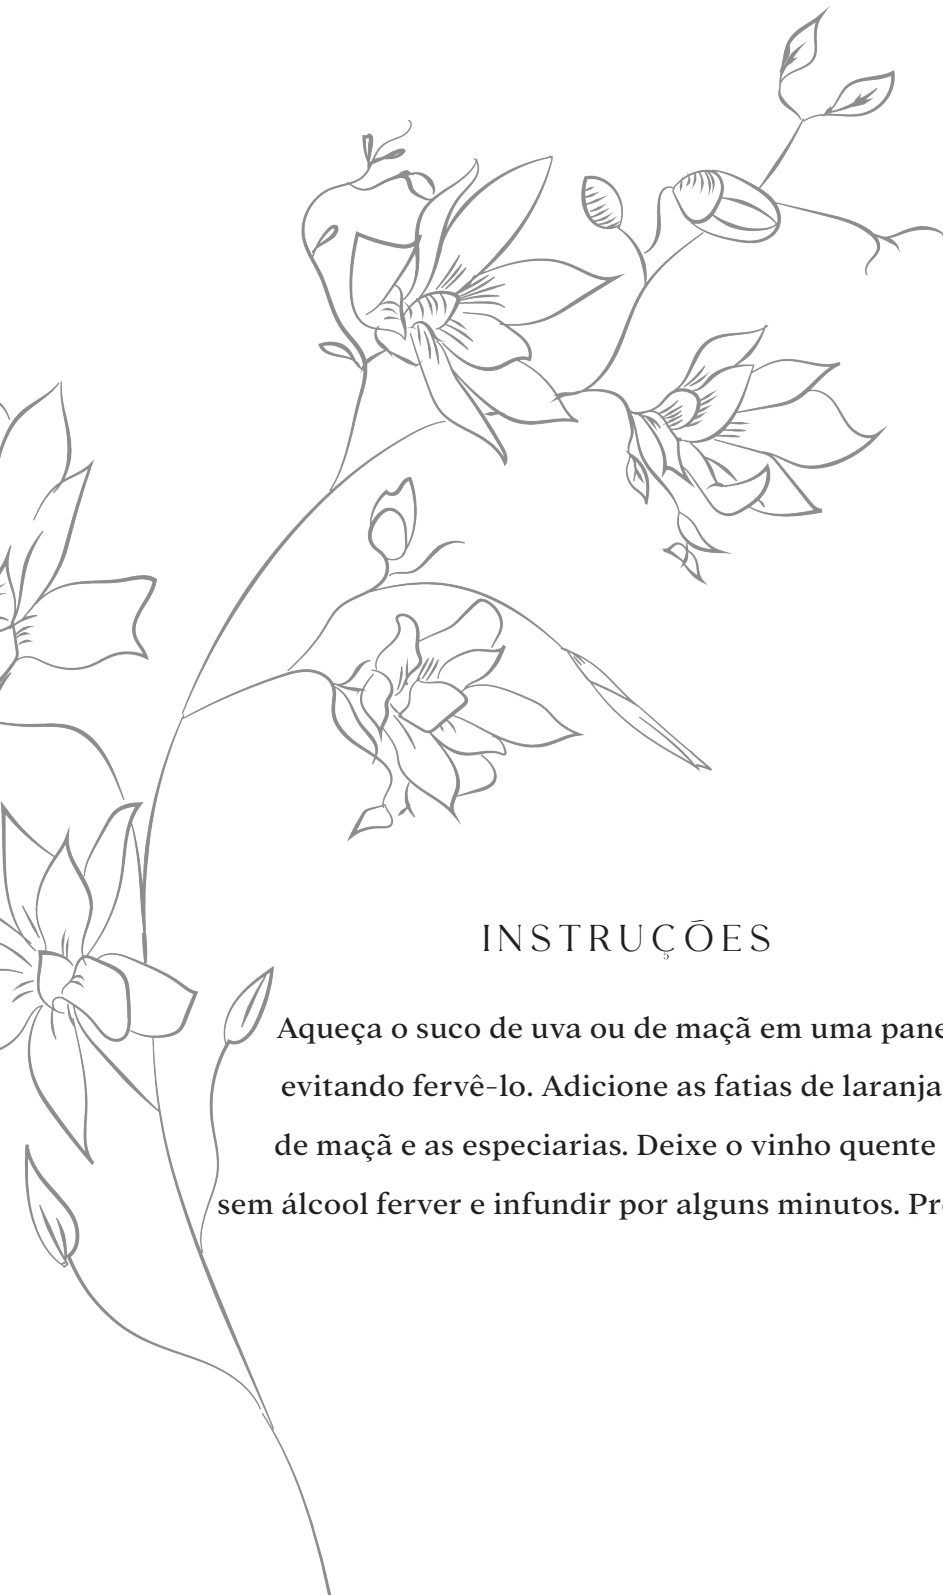 INSTRUÇÕES
Aqueça o suco de uva ou de maçã em uma pane
evitando fervê-lo. Adicione as fatias de laranja
de maçã e as especiarias. Deixe o vinho quente
sem álcool ferver e infundir por alguns minutos. Pr